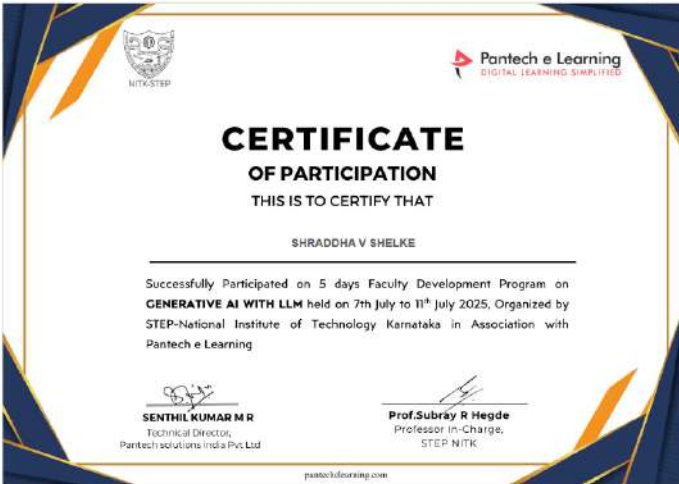 NITK-STEP
Pantech e Learning
DIGITAL LEARNING SIMPLIFIED
CERTIFICATE
OF PARTICIPATION
THIS IS TO CERTIFY THAT
SHRADDHA V SHELKE
Successfully Participated on 5 days Faculty Development Program on
GENERATIVE AI WITH LLM held on 7th July to 11th July 2025, Organized by
STEP-National Institute of Technology Karnataka in Association with
Pantech e Learning
SENTHIL KUMAR M R
Technical Director,
Pantech solutions india Pvt Ltd
Prof.Subray R Hegde
Professor In-Charge,
STEP NITK
pantechelearning.com